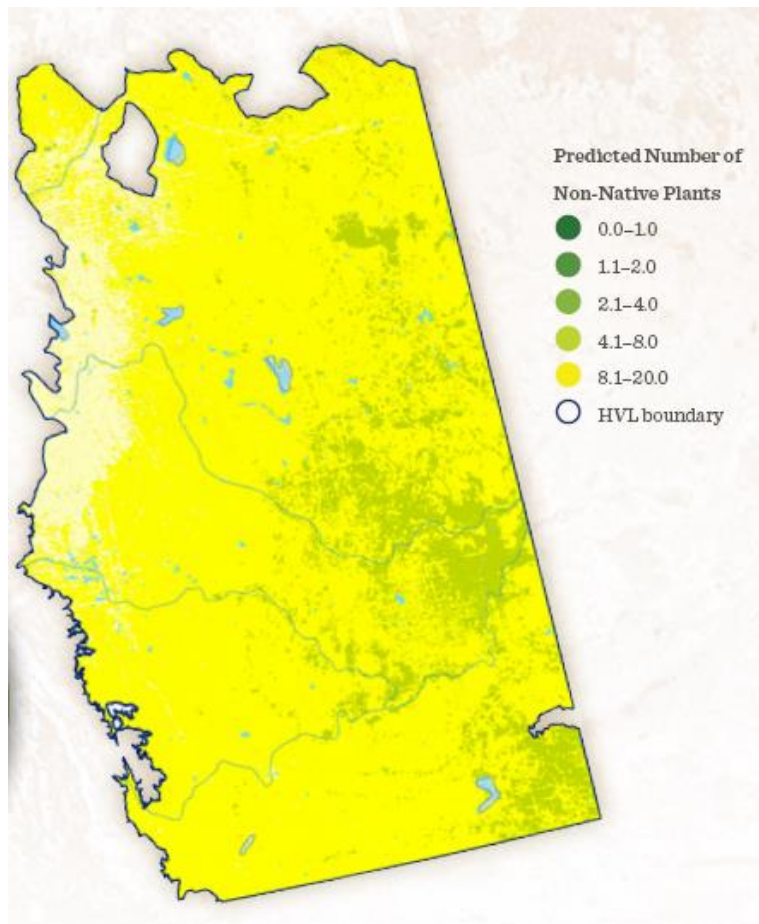 Predicted Number of
Non-Native Plants
0.0–1.0
1.1–2.0
2.1–4.0
4.1–8.0
8.1–20.0
HVL boundary